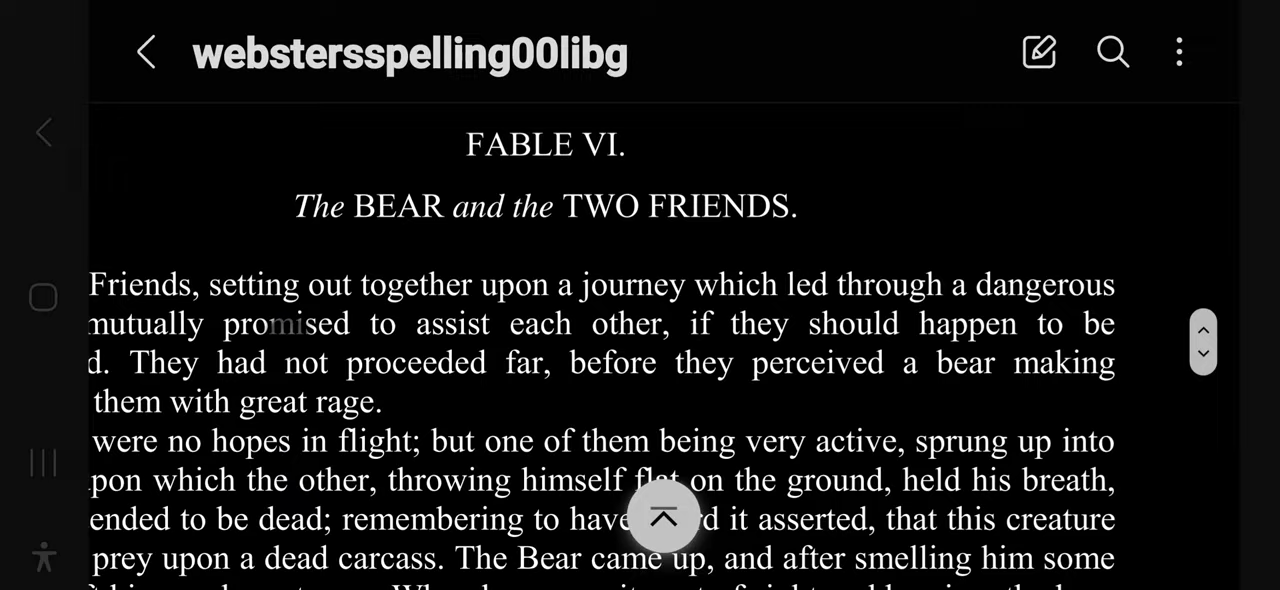 webstersspelling00libg
FABLE VI.
The BEAR and the TWO FRIENDS.
Friends, setting out together upon a journey which led through a dangerous
mutually promised to assist each other, if they should happen to be
d. They had not proceeded far, before they perceived a bear making
them with great rage.
were no hopes in flight; but one of them being very active, sprung up into
pon which the other, throwing himself flat on the ground, held his breath,
ended to be dead; remembering to have it asserted, that this creature
prey upon a dead carcass. The Bear came up, and after smelling him some